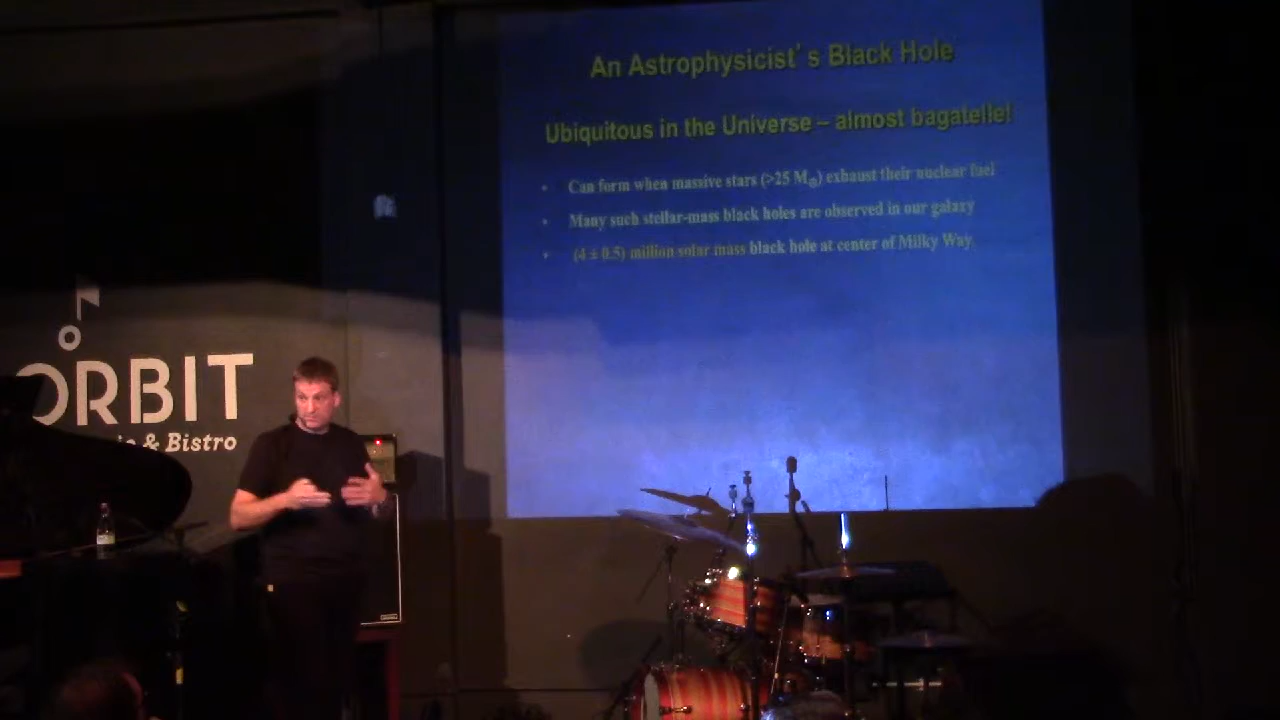 An Astrophysicist's Black Hole
Ubiquitous in the Universe – almost bagatelle!
• Can form when massive stars (>25 M⊕) exhaust their nuclear fuel
• Many such stellar-mass black holes are observed in our galaxy
• (4 ± 0.5) million solar mass black hole at center of Milky Way.
ORBIT
& Bistro